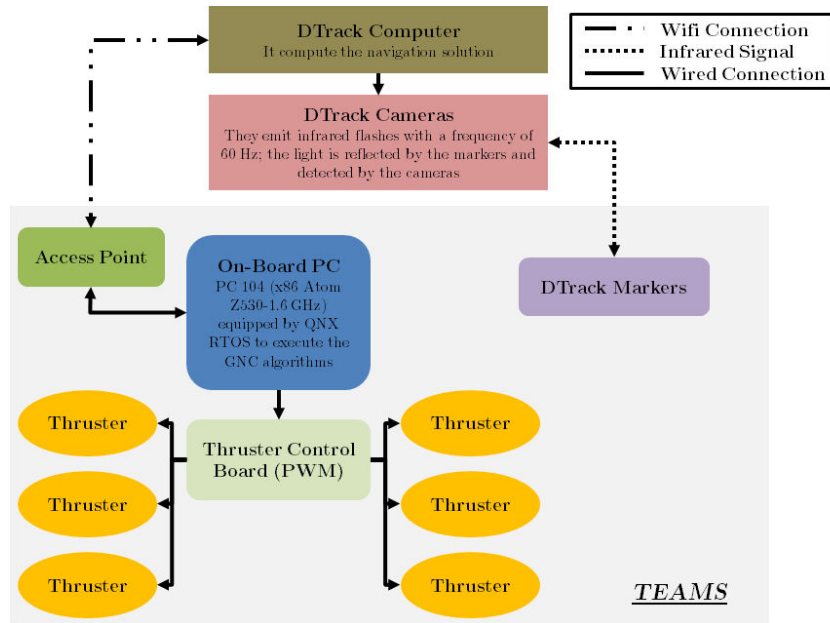 DTrack Computer
It compute the navigation solution
Wifi Connection
Infrared Signal
Wired Connection
DTrack Cameras
They emit infrared flashes with a frequency of
60 Hz; the light is reflected by the markers and
detected by the cameras
Access Point
On-Board PC
PC 104 (x86 Atom
Z530-1.6 GHz)
equipped by QNX
RTOS to execute the
GNC algorithms
DTrack Markers
Thruster
Thruster
Thruster
Thruster Control
Board (PWM)
Thruster
Thruster
Thruster
TEAMS